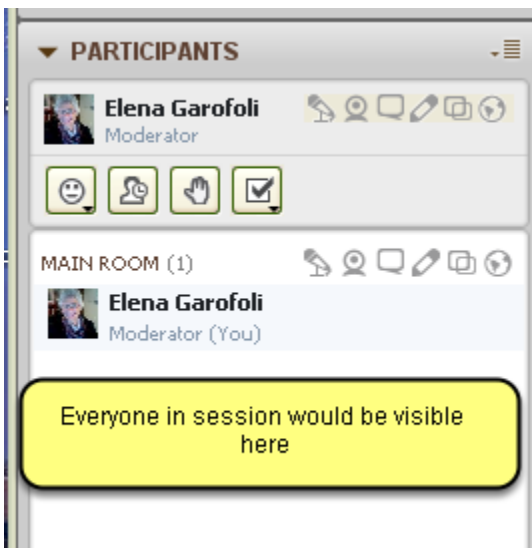 PARTICIPANTS
Elena Garofoli
Moderator
MAIN ROOM (1)
Elena Garofoli
Moderator (You)
Everyone in session would be visible
here